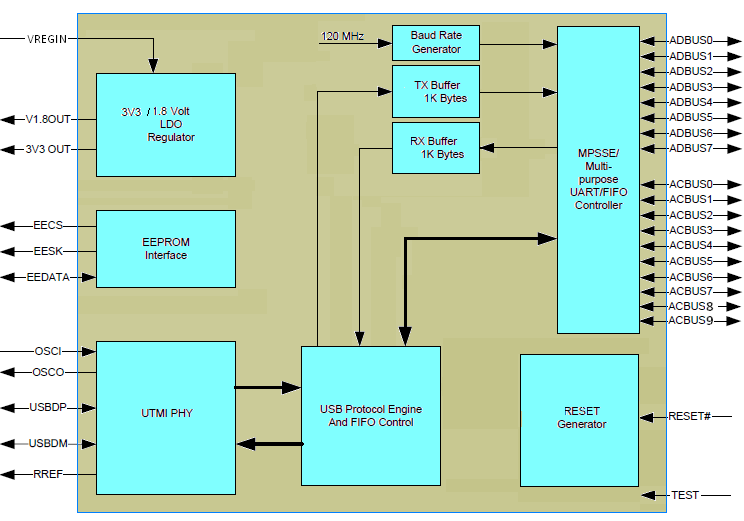 VREGIN
120 MHz
Baud Rate
Generator
TX Buffer
1K Bytes
RX Buffer
1K Bytes
3V3 / 1.8 Volt
LDO
Regulator
V1.8OUT
3V3 OUT
EECS
EESK
EEDATA
EEPROM
Interface
MPSSE/
Multi-
purpose
UART/FIFO
Controller
ADBUS0
ADBUS1
ADBUS2
ADBUS3
ADBUS4
ADBUS5
ADBUS6
ADBUS7
ACBUS0
ACBUS1
ACBUS2
ACBUS3
ACBUS4
ACBUS5
ACBUS6
ACBUS7
ACBUS8
ACBUS9
OSCI
OSCO
USBDP
USBDM
RREF
UTMI PHY
USB Protocol Engine
And FIFO Control
RESET
Generator
RESET#
TEST